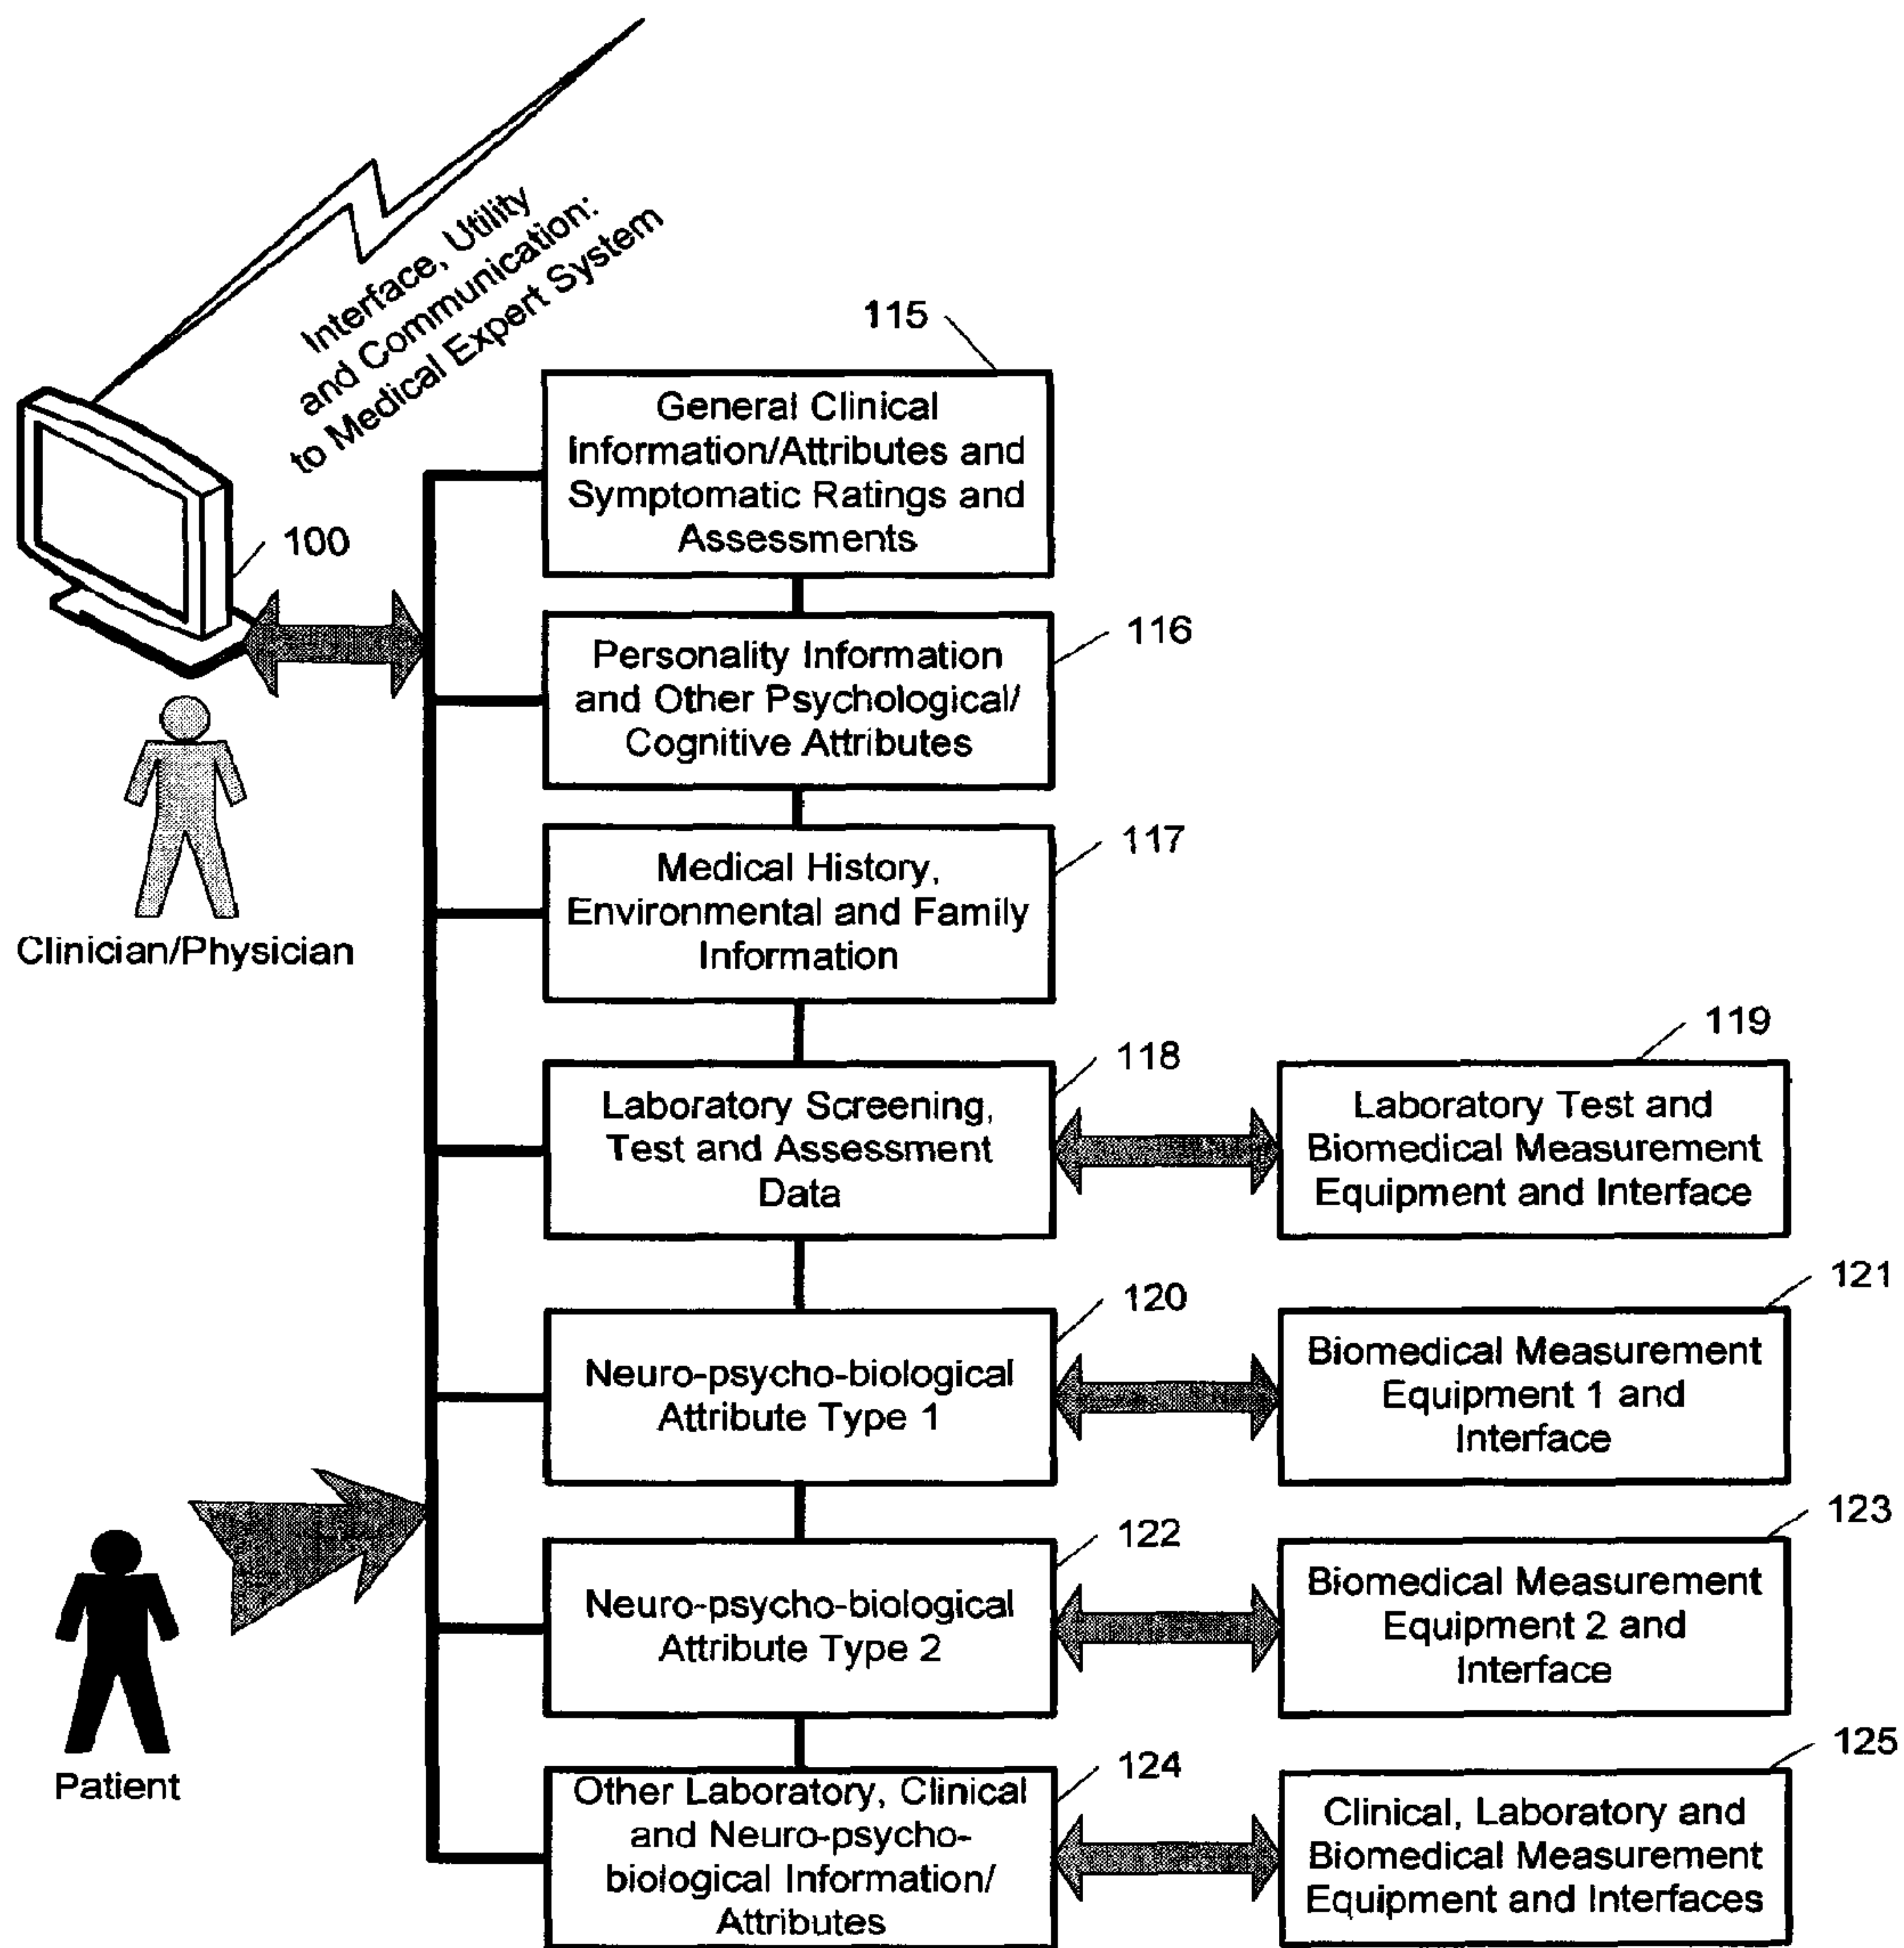 Interface, Utility
and Communication:
to Medical Expert System
100
Clinician/Physician
Patient
115
General Clinical
Information/Attributes and
Symptomatic Ratings and
Assessments
116
Personality Information
and Other Psychological/
Cognitive Attributes
117
Medical History,
Environmental and Family
Information
118
Laboratory Screening,
Test and Assessment
Data
119
Laboratory Test and
Biomedical Measurement
Equipment and Interface
120
Neuro-psycho-biological
Attribute Type 1
121
Biomedical Measurement
Equipment 1 and
Interface
122
Neuro-psycho-biological
Attribute Type 2
123
Biomedical Measurement
Equipment 2 and
Interface
124
Other Laboratory, Clinical
and Neuro-psycho-
biological Information/
Attributes
125
Clinical, Laboratory and
Biomedical Measurement
Equipment and Interfaces